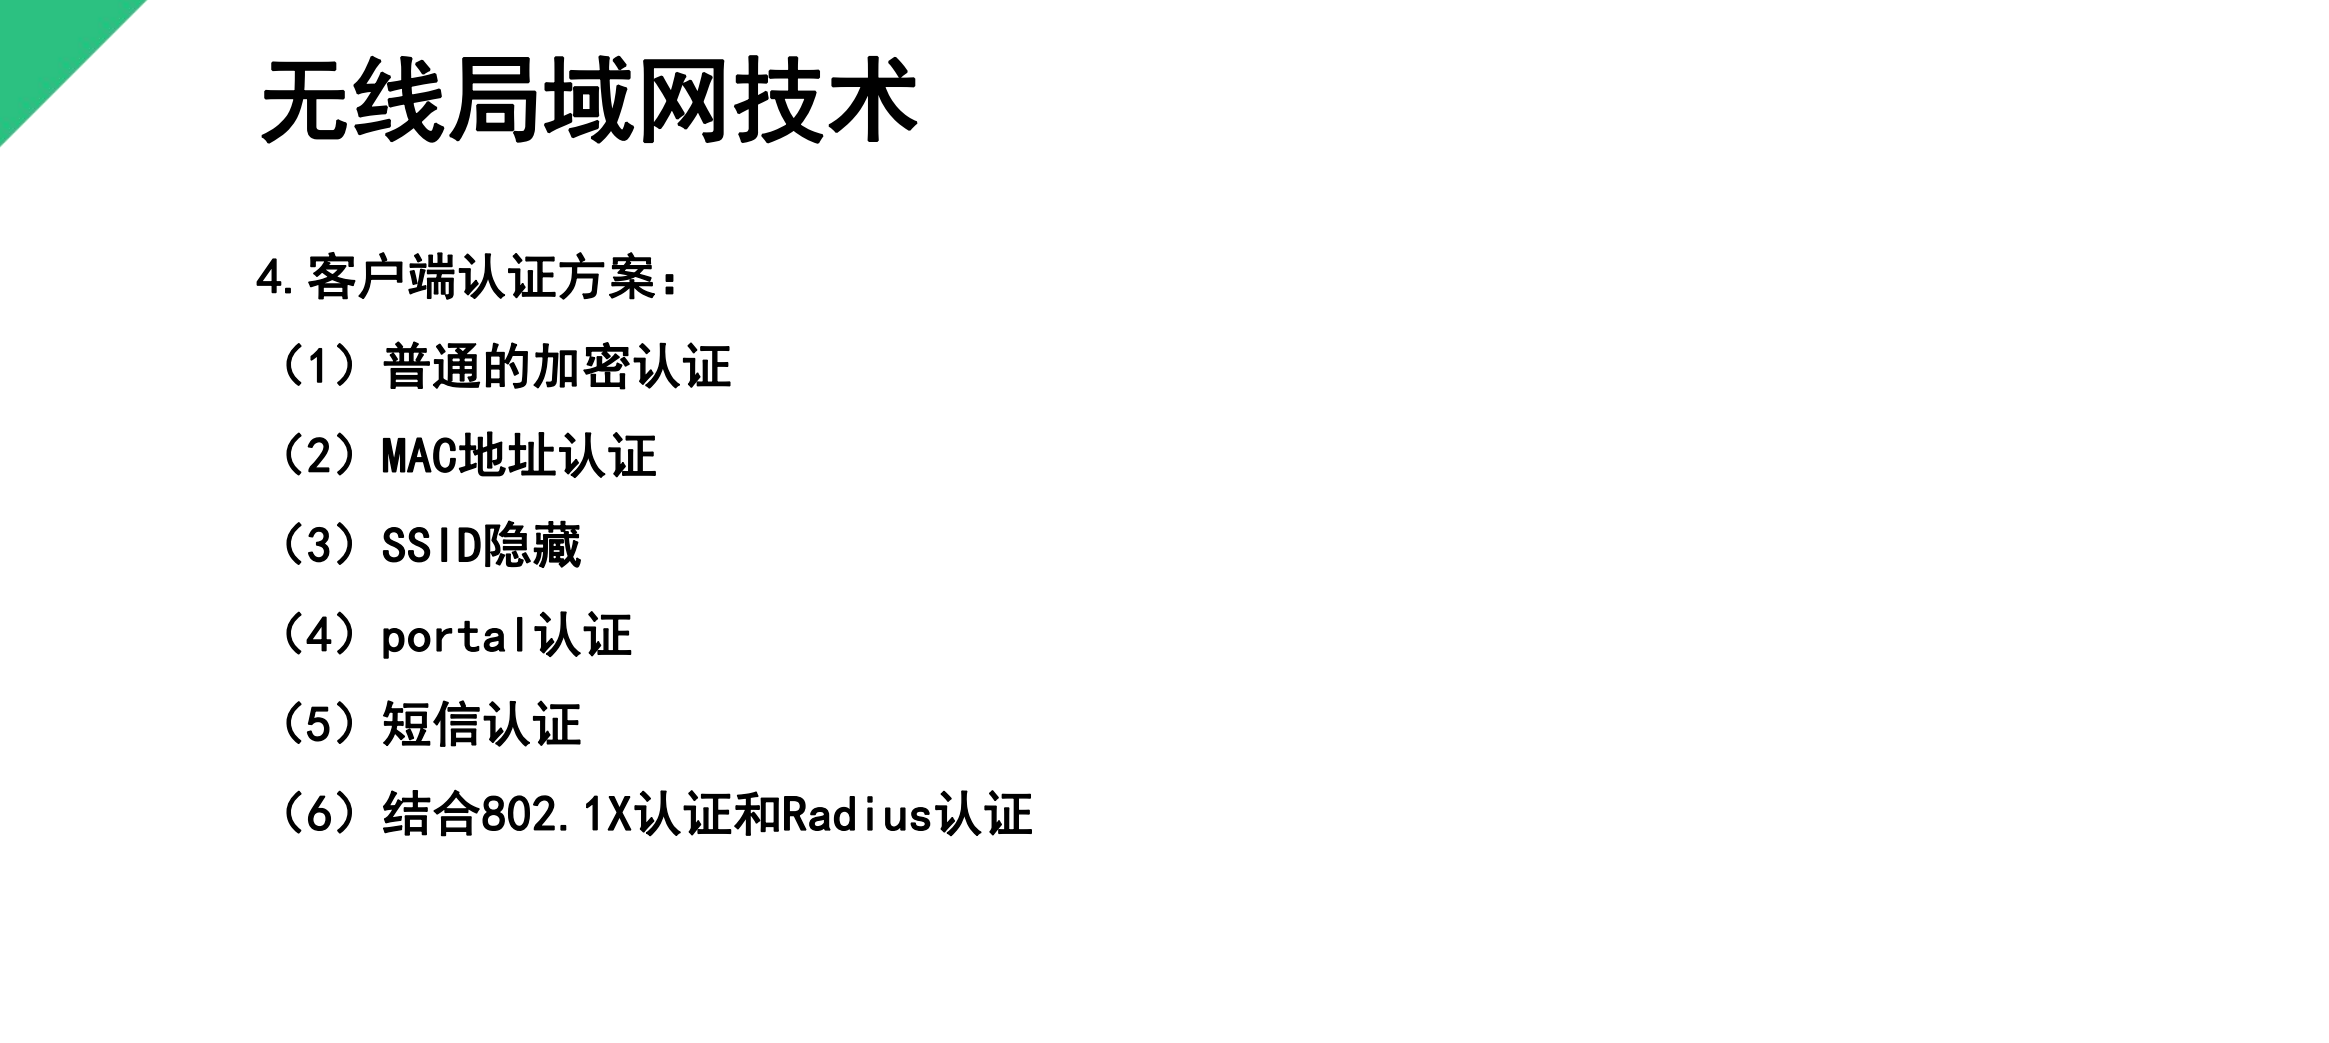 无线局域网技术
4.客户端认证方案：
（1）普通的加密认证
（2）MAC地址认证
（3）SSID隐藏
（4）portal认证
（5）短信认证
（6）结合802.1X认证和Radius认证